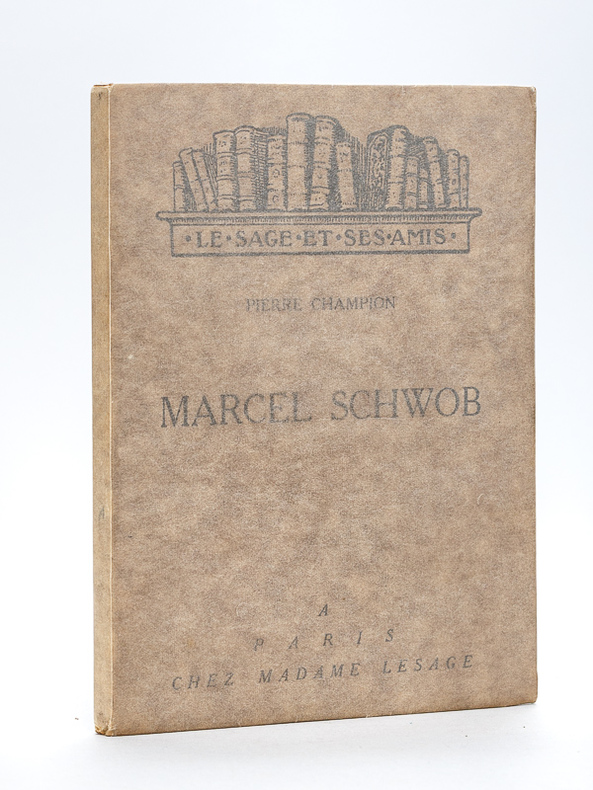 ·LE·SAGE·ET·SES·AMIS·
PIERRE CHAMPION
MARCEL SCHWOB
A
PARIS
CHEZ MADAME LESAGE